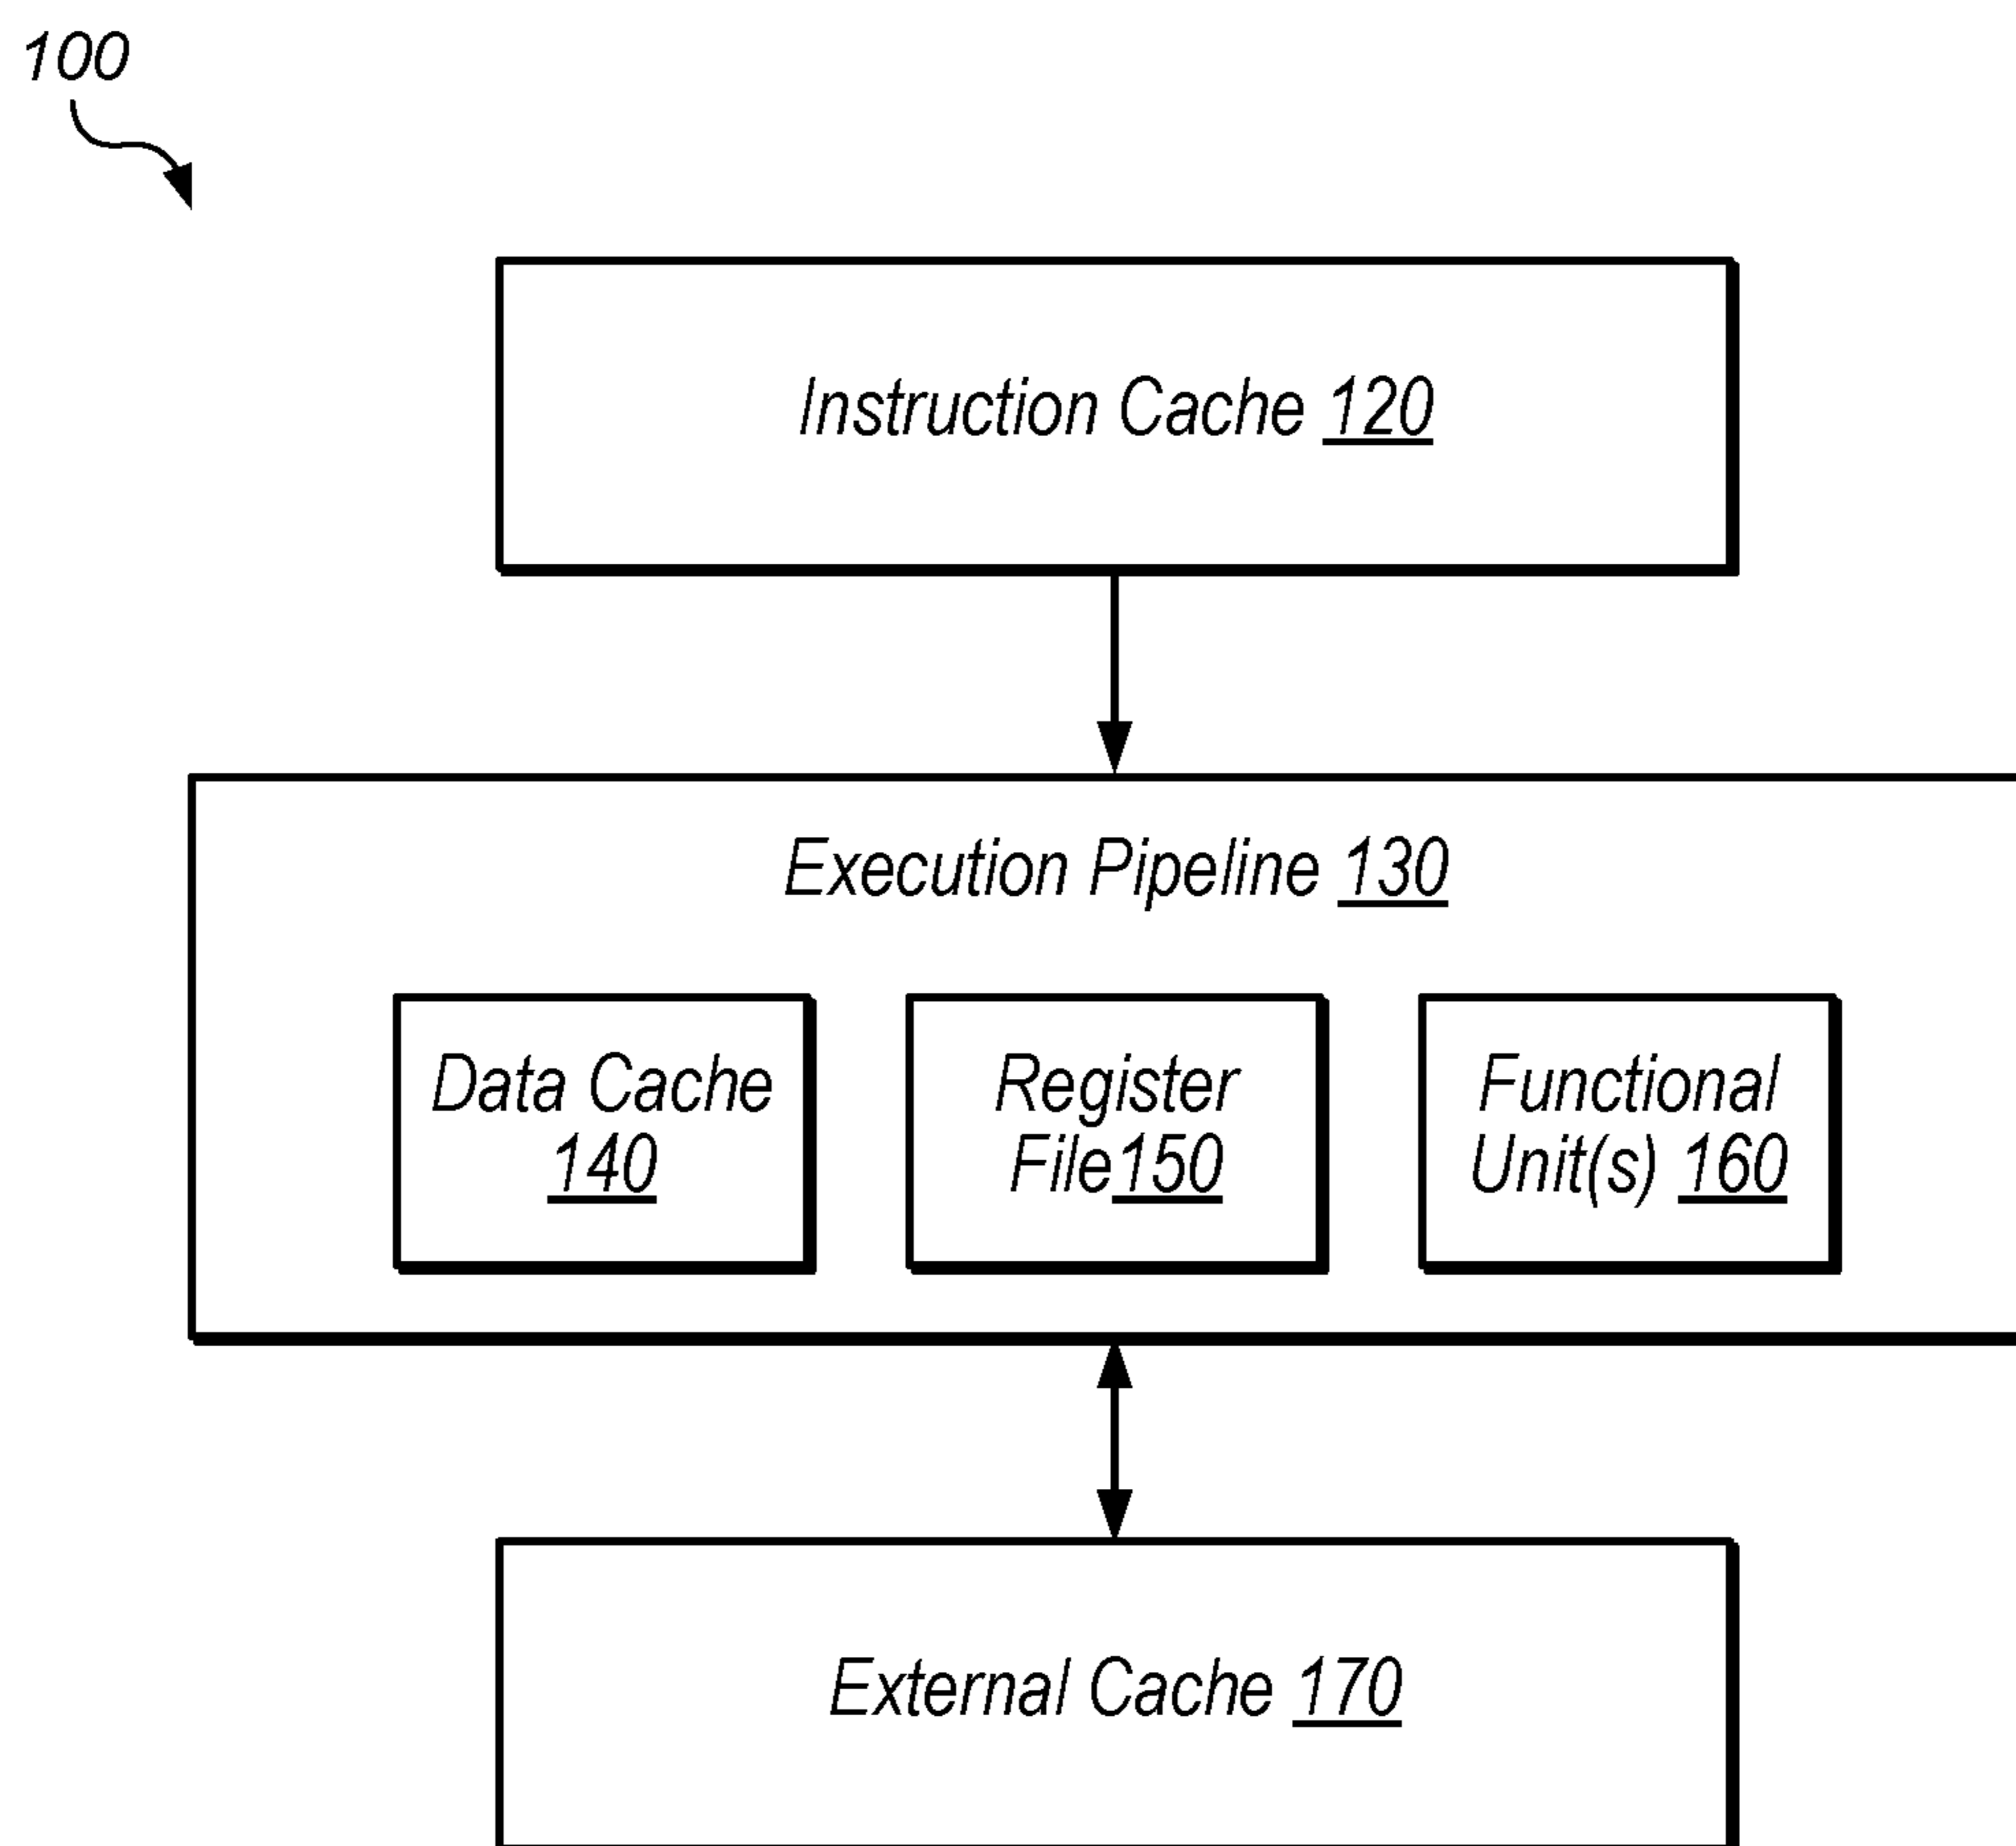 100
Instruction Cache 120
Execution Pipeline 130
Data Cache
140
Register
File150
Functional
Unit(s) 160
External Cache 170